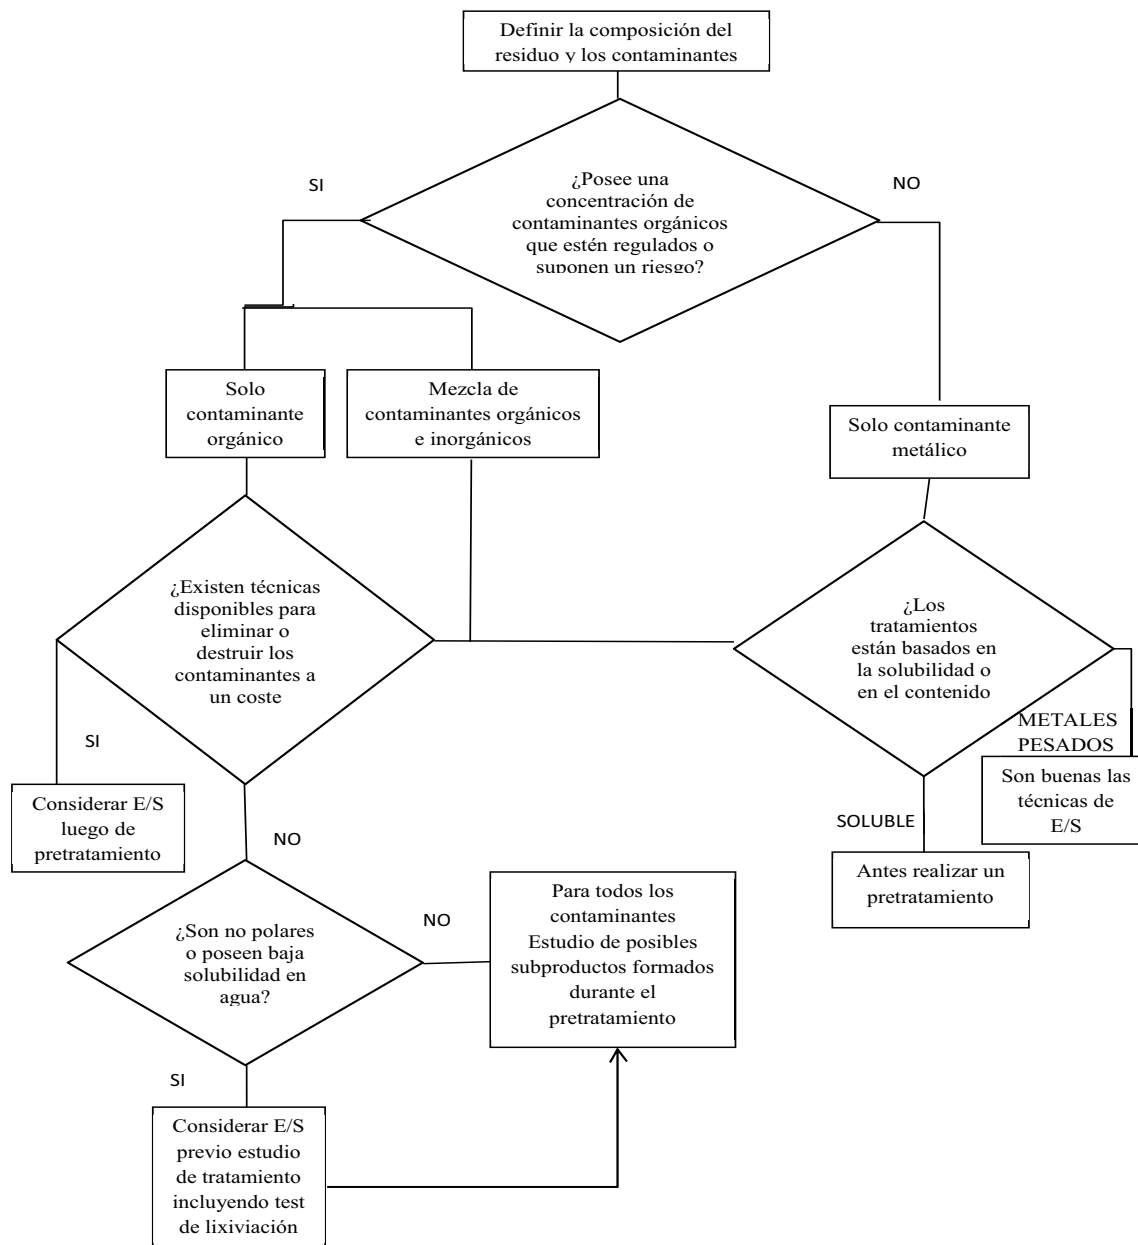 Definir la composición del
residuo y los contaminantes
SI
NO
¿Posee una
concentración de
contaminantes orgánicos
que estén regulados o
suponen un riesgo?
Solo
contaminante
orgánico
Mezcla de
contaminantes orgánicos
e inorgánicos
Solo contaminante
metálico
¿Existen técnicas
disponibles para
eliminar o
destruir los
contaminantes a
un coste
¿Los
tratamientos
están basados en
la solubilidad o
en el contenido
SI
METALES
PESADOS
Considerar E/S
luego de
pretratamiento
NO
Son buenas las
técnicas de
E/S
SOLUBLE
Antes realizar un
pretratamiento
¿Son no polares
o poseen baja
solubilidad en
agua?
NO
Para todos los
contaminantes
Estudio de posibles
subproductos formados
durante el
pretratamiento
SI
Considerar E/S
previo estudio
de tratamiento
incluyendo test
de lixiviación